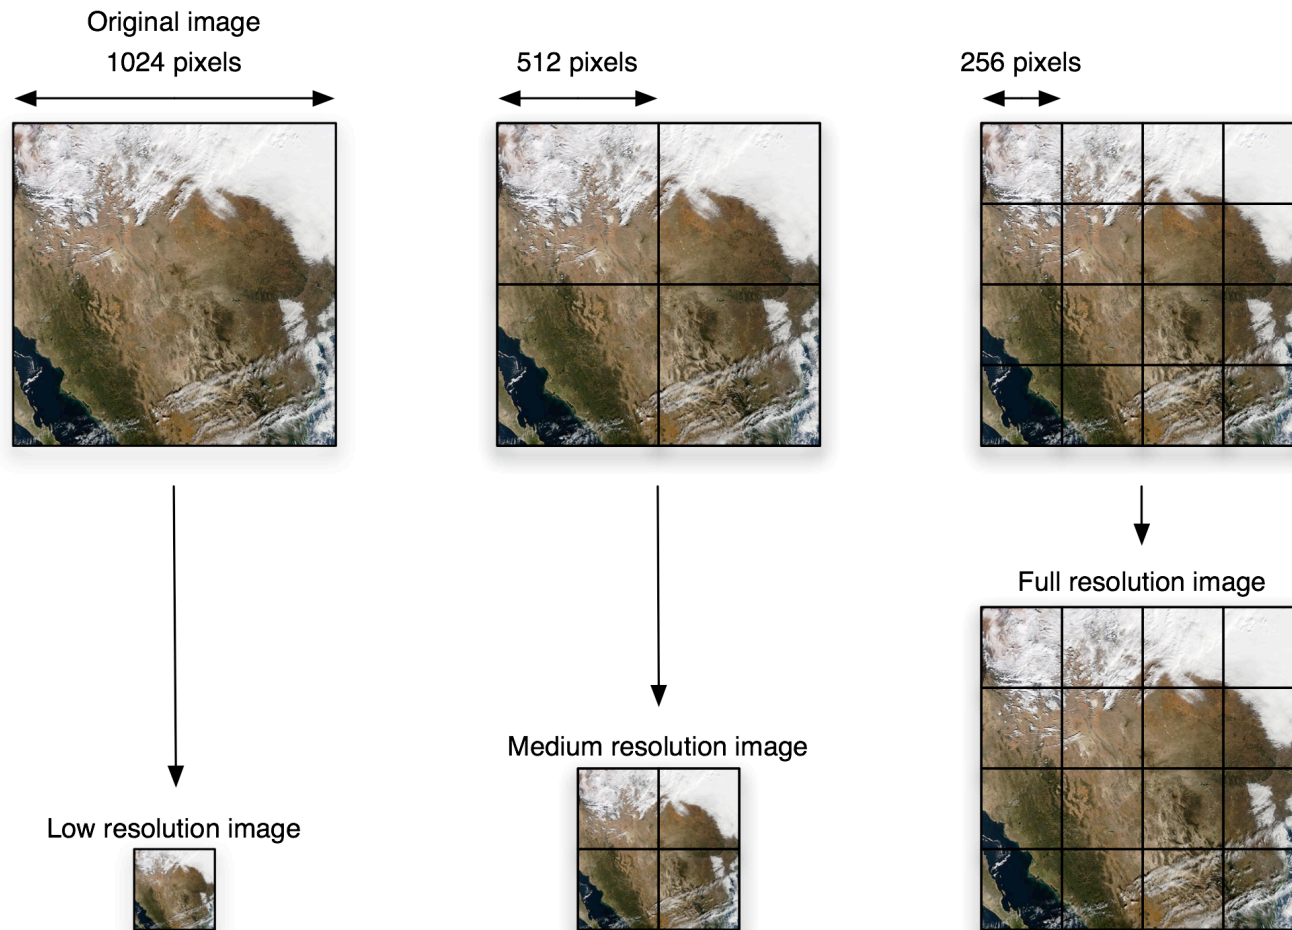 Original image
1024 pixels
512 pixels
256 pixels
Full resolution image
Medium resolution image
Low resolution image